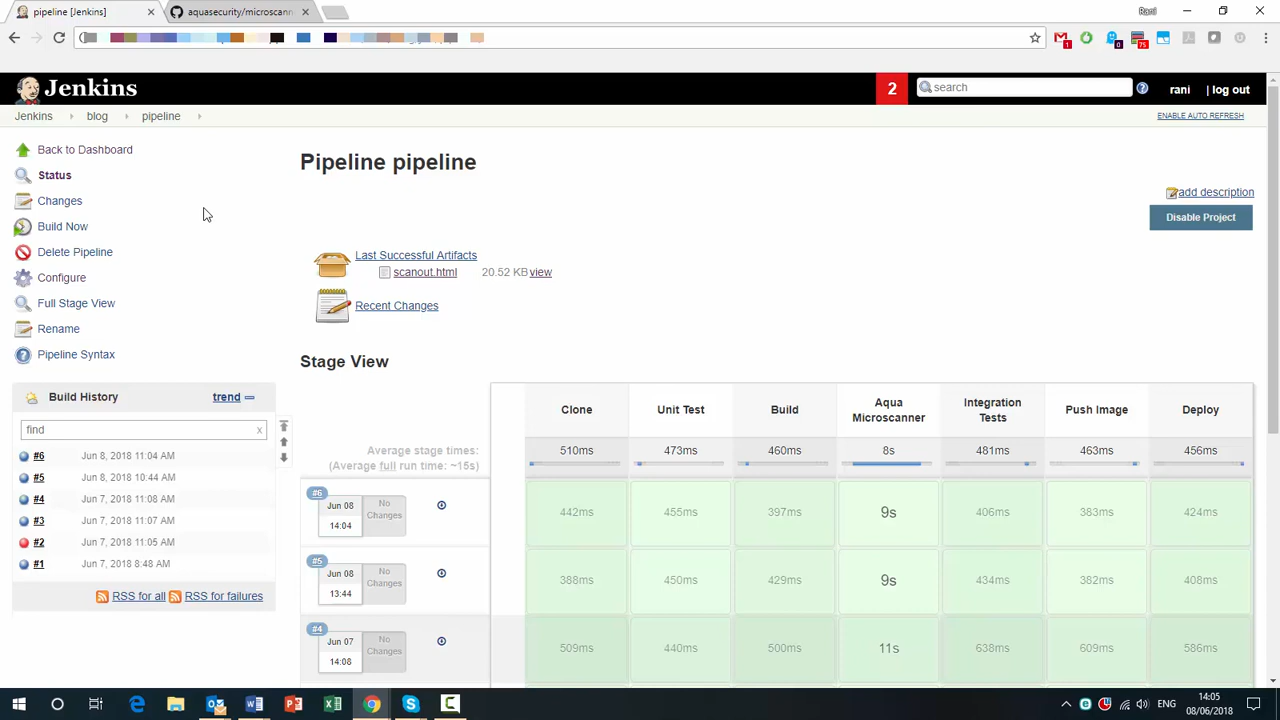 pipeline [Jenkins]
aquasecurity/microscann
Rani
1
0
75
Jenkins
2
search
rani
| log out
Jenkins
blog
pipeline
ENABLE AUTO REFRESH
Back to Dashboard
Status
Changes
Build Now
Delete Pipeline
Configure
Full Stage View
Rename
Pipeline Syntax
Build History
trend
find
x
#6 Jun 8, 2018 11:04 AM
#5 Jun 8, 2018 10:44 AM
#4 Jun 7, 2018 11:08 AM
#3 Jun 7, 2018 11:07 AM
#2 Jun 7, 2018 11:05 AM
#1 Jun 7, 2018 8:48 AM
RSS for all RSS for failures
Pipeline pipeline
add description
Disable Project
Last Successful Artifacts
scanout.html 20.52 KB view
Recent Changes
Stage View
Clone
Unit Test
Build
Aqua
Microscanner
Integration
Tests
Push Image
Deploy
Average stage times:
(Average full run time: ~15s)
510ms 473ms 460ms 8s 481ms 463ms 456ms
#6
Jun 08
14:04
No
Changes
442ms 455ms 397ms 9s 406ms 383ms 424ms
#5
Jun 08
13:44
No
Changes
388ms 450ms 429ms 9s 434ms 382ms 408ms
#4
Jun 07
14:08
No
Changes
509ms 440ms 500ms 11s 638ms 609ms 586ms
ENG
14:05
08/06/2018